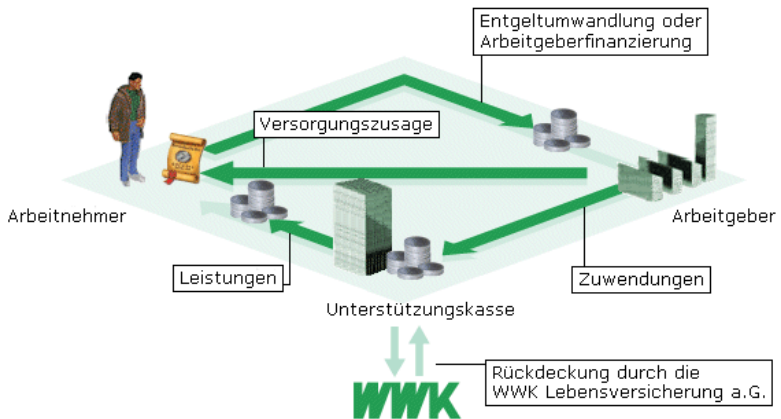 Entgeltumwandlung oder
Arbeitgeberfinanzierung
Versorgungszusage
Arbeitnehmer
Arbeitgeber
Leistungen
Zuwendungen
Unterstützungskasse
Rückdeckung durch die
WWK Lebensversicherung a.G.
WWK